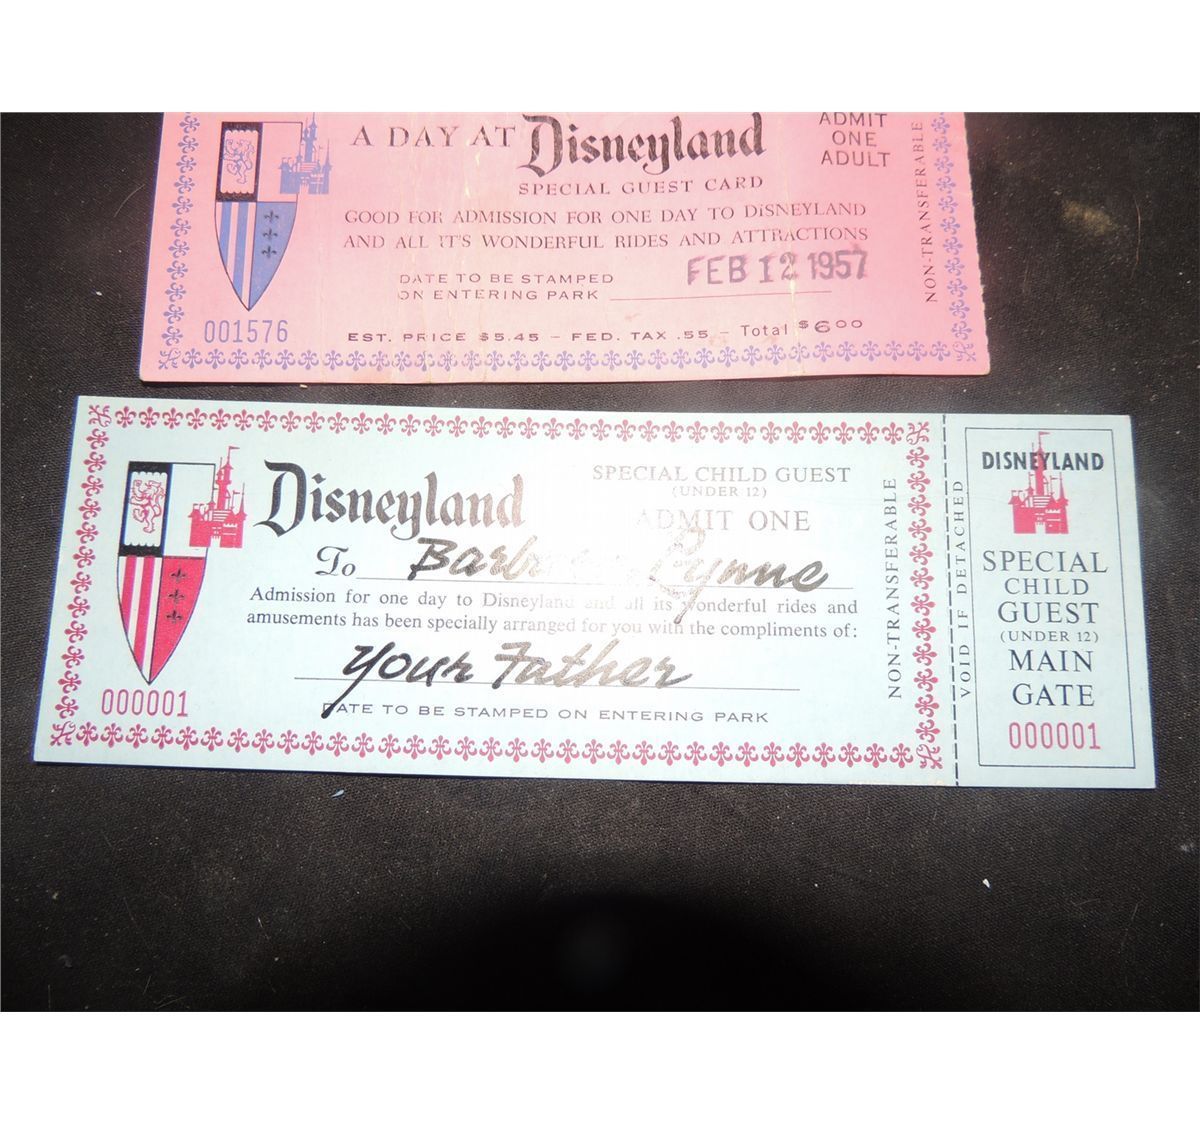 A DAY AT Disneyland
ADMIT
ONE
ADULT
SPECIAL GUEST CARD
GOOD FOR ADMISSION FOR ONE DAY TO DISNEYLAND
AND ALL IT'S WONDERFUL RIDES AND ATTRACTIONS
DATE TO BE STAMPED
ON ENTERING PARK
FEB 12 1957
001576
EST. PRICE $5.45 – FED. TAX .55 – Total $6.00
NON-TRANSFERABLE
Disneyland
SPECIAL CHILD GUEST
(UNDER 12)
ADMIT ONE
To Barbara Lynne
Admission for one day to Disneyland and all its wonderful rides and
amusements has been specially arranged for you with the compliments of:
Your Father
DATE TO BE STAMPED ON ENTERING PARK
000001
NON-TRANSFERABLE
VOID IF DETACHED
DISNEYLAND
SPECIAL
CHILD
GUEST
(UNDER 12)
MAIN
GATE
000001